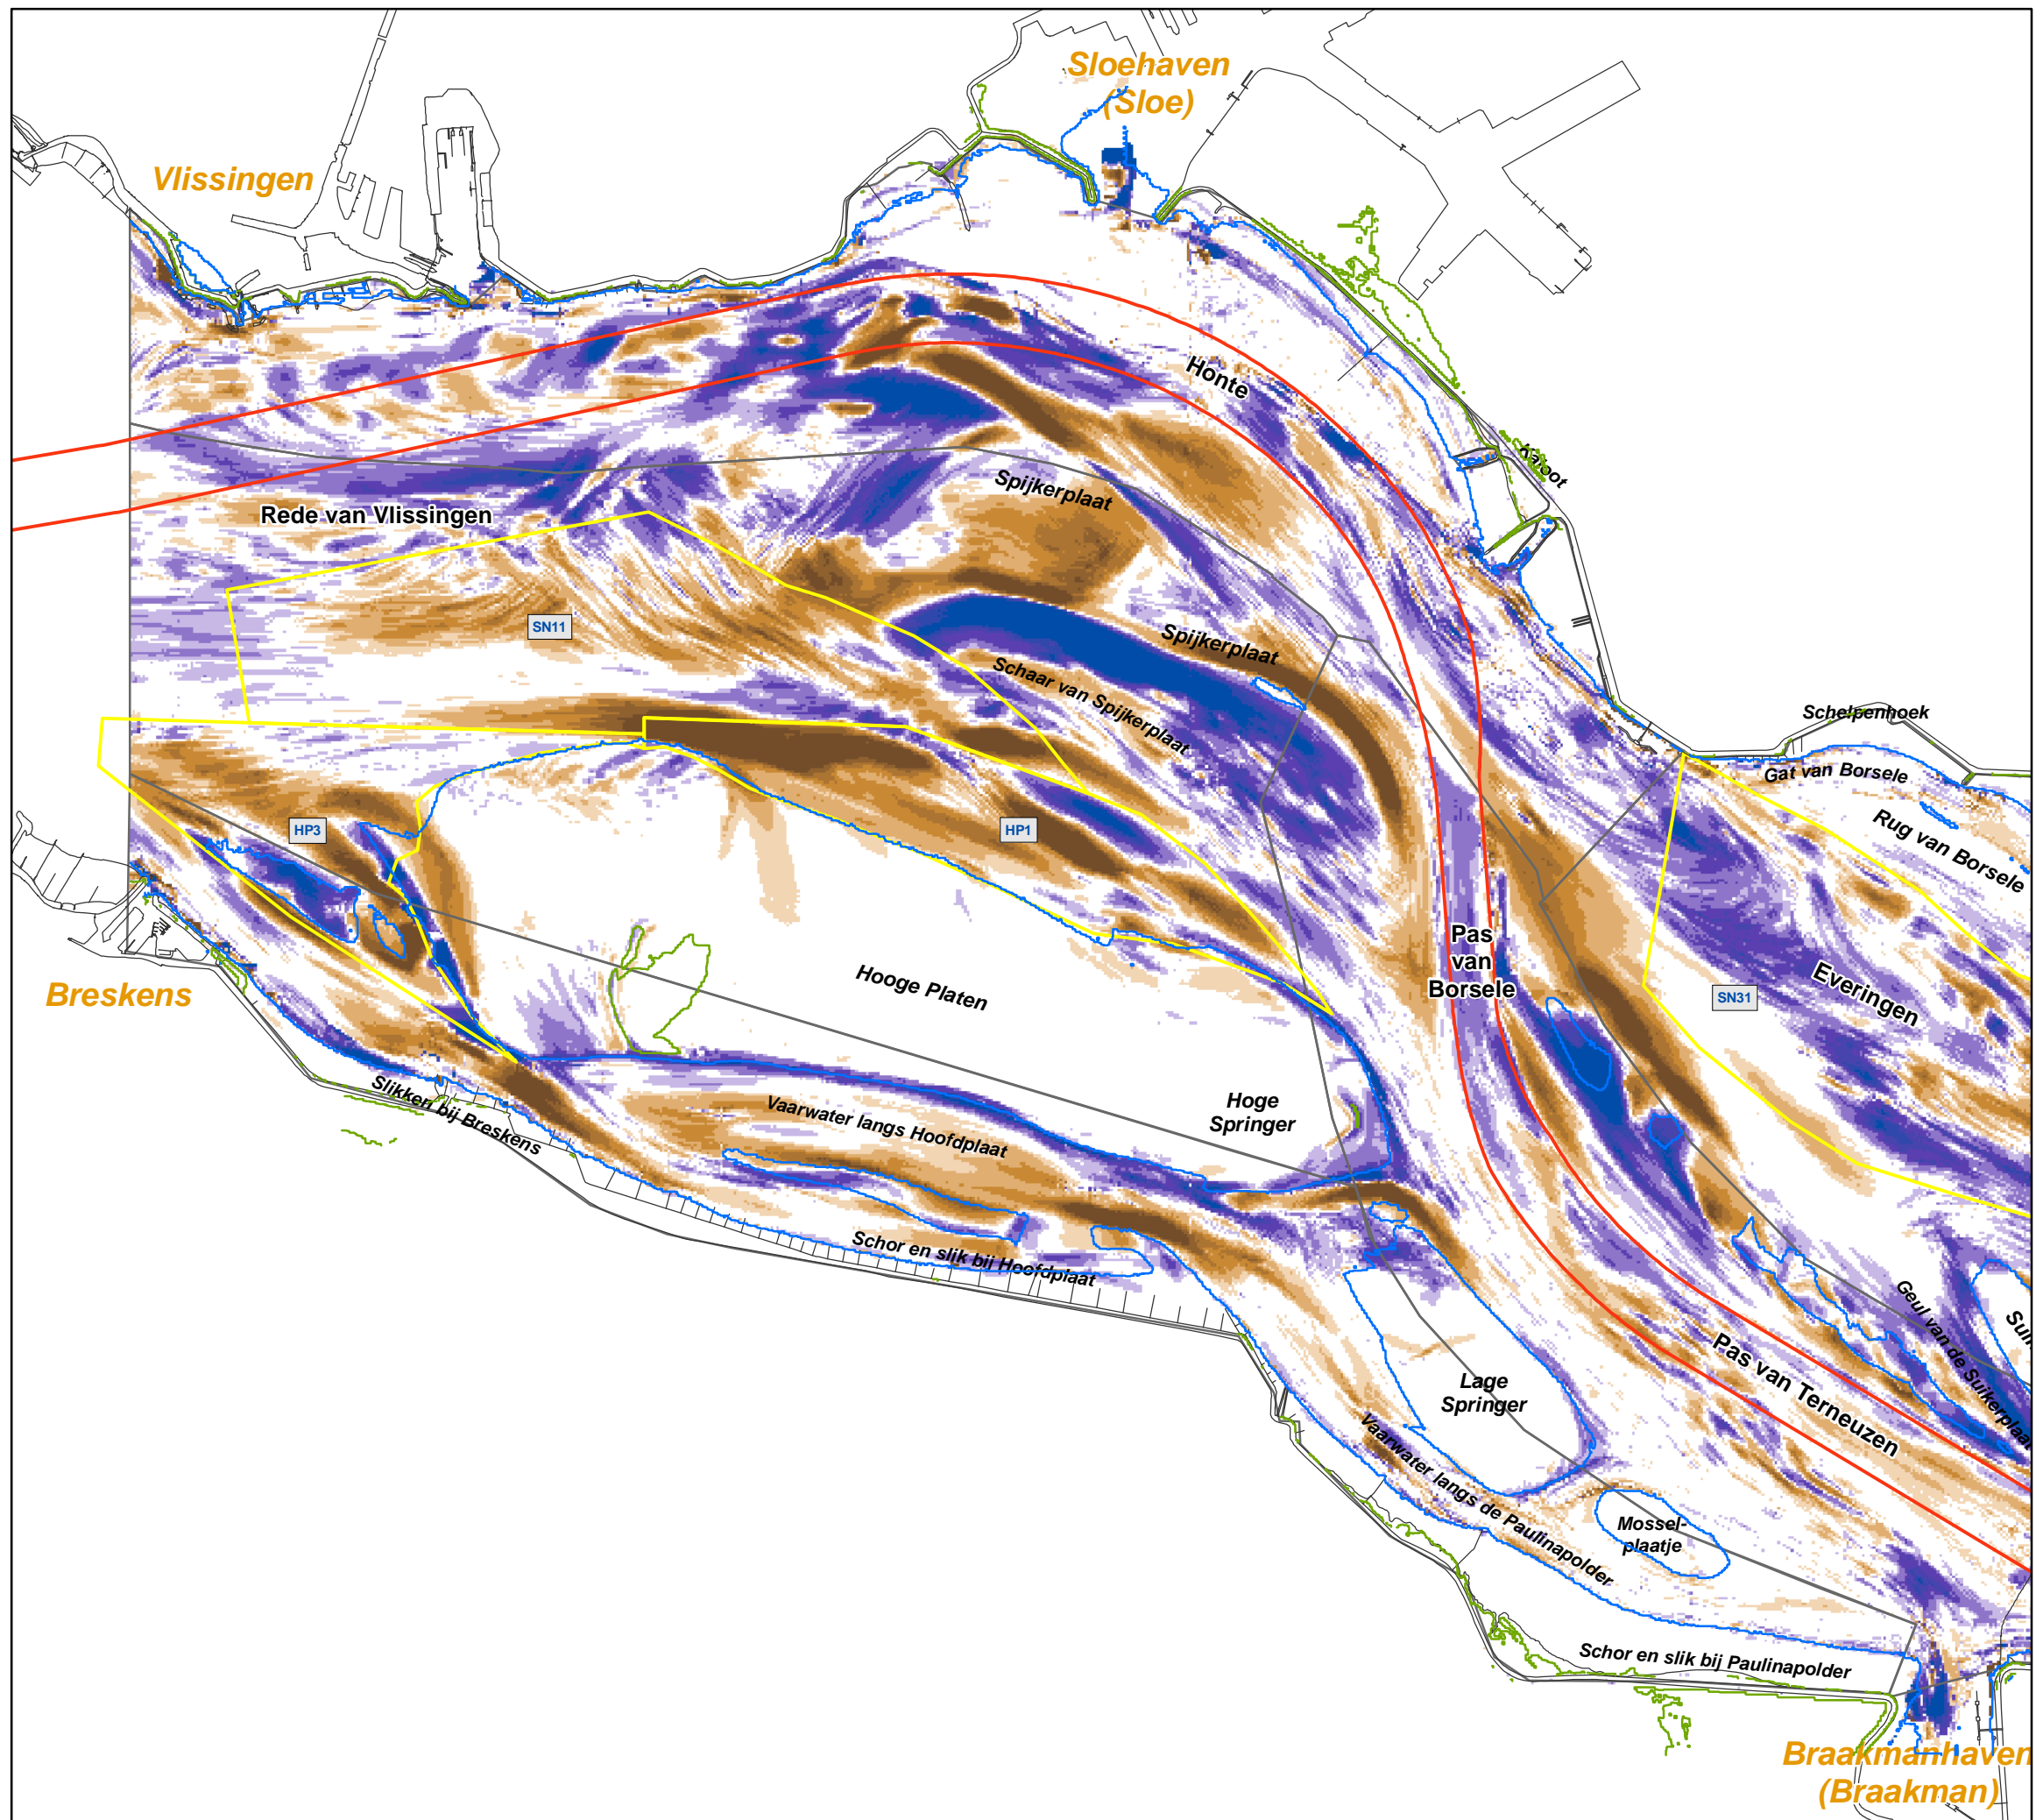 Sloehaven
(Sloe)
Vlissingen
Honte
Kaloot
Spijkerplaat
Rede van Vlissingen
SN11
Spijkerplaat
Schaar van Spijkerplaat
Schelpenhoek
Gat van Borsele
Rug van Borsele
HP3
HP1
Pas
van
Borsele
Everingen
SN31
Breskens
Hooge Platen
Slikken bij Breskens
Vaarwater langs Hoofdplaat
Hoge
Springer
Schor en slik bij Hoofdplaat
Geul van de Suikerplaat
Pas van Terneuzen
Lage
Springer
Vaarwater langs de Paulinapolder
Mossel-
plaatje
Schor en slik bij Paulinapolder
Braakmanhaven
(Braakman)